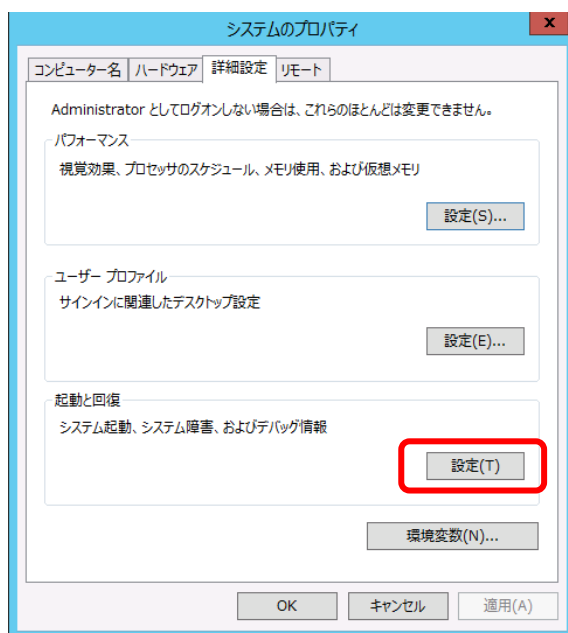 システムのプロパティ
x
コンピューター名 ハードウェア 詳細設定 リモート
Administrator としてログオンしない場合は、これらのほとんどは変更できません。
パフォーマンス
視覚効果、プロセッサのスケジュール、メモリ使用、および仮想メモリ
設定(S)...
ユーザー プロファイル
サインインに関連したデスクトップ設定
設定(E)...
起動と回復
システム起動、システム障害、およびデバッグ情報
設定(T)
環境変数(N)...
OK キャンセル 適用(A)